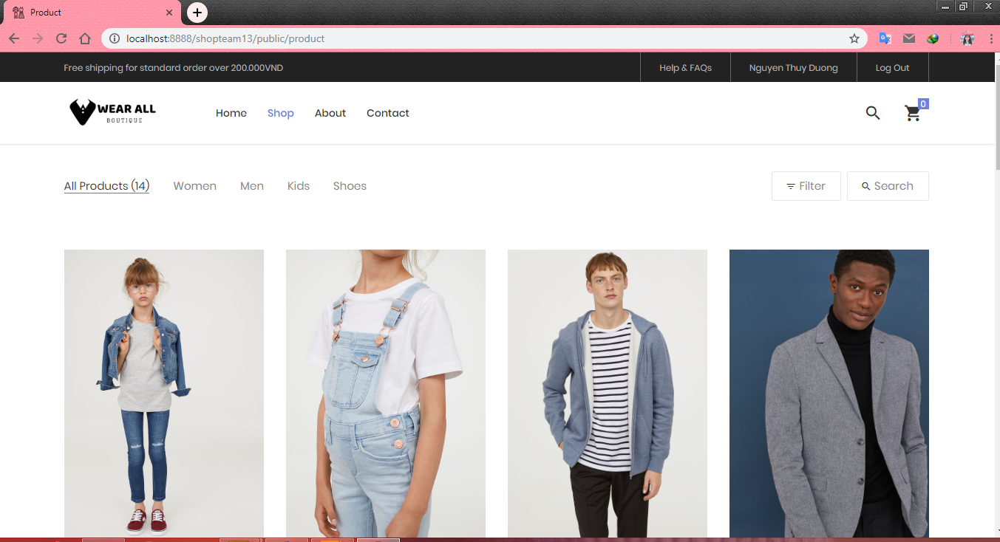 Product
localhost:8888/shopteam13/public/product
Free shipping for standard order over 200.000VND
Help & FAQs
Nguyen Thuy Duong
Log Out
WEAR ALL
BOUTIQUE
Home
Shop
About
Contact
0
All Products (14)
Women
Men
Kids
Shoes
Filter
Search